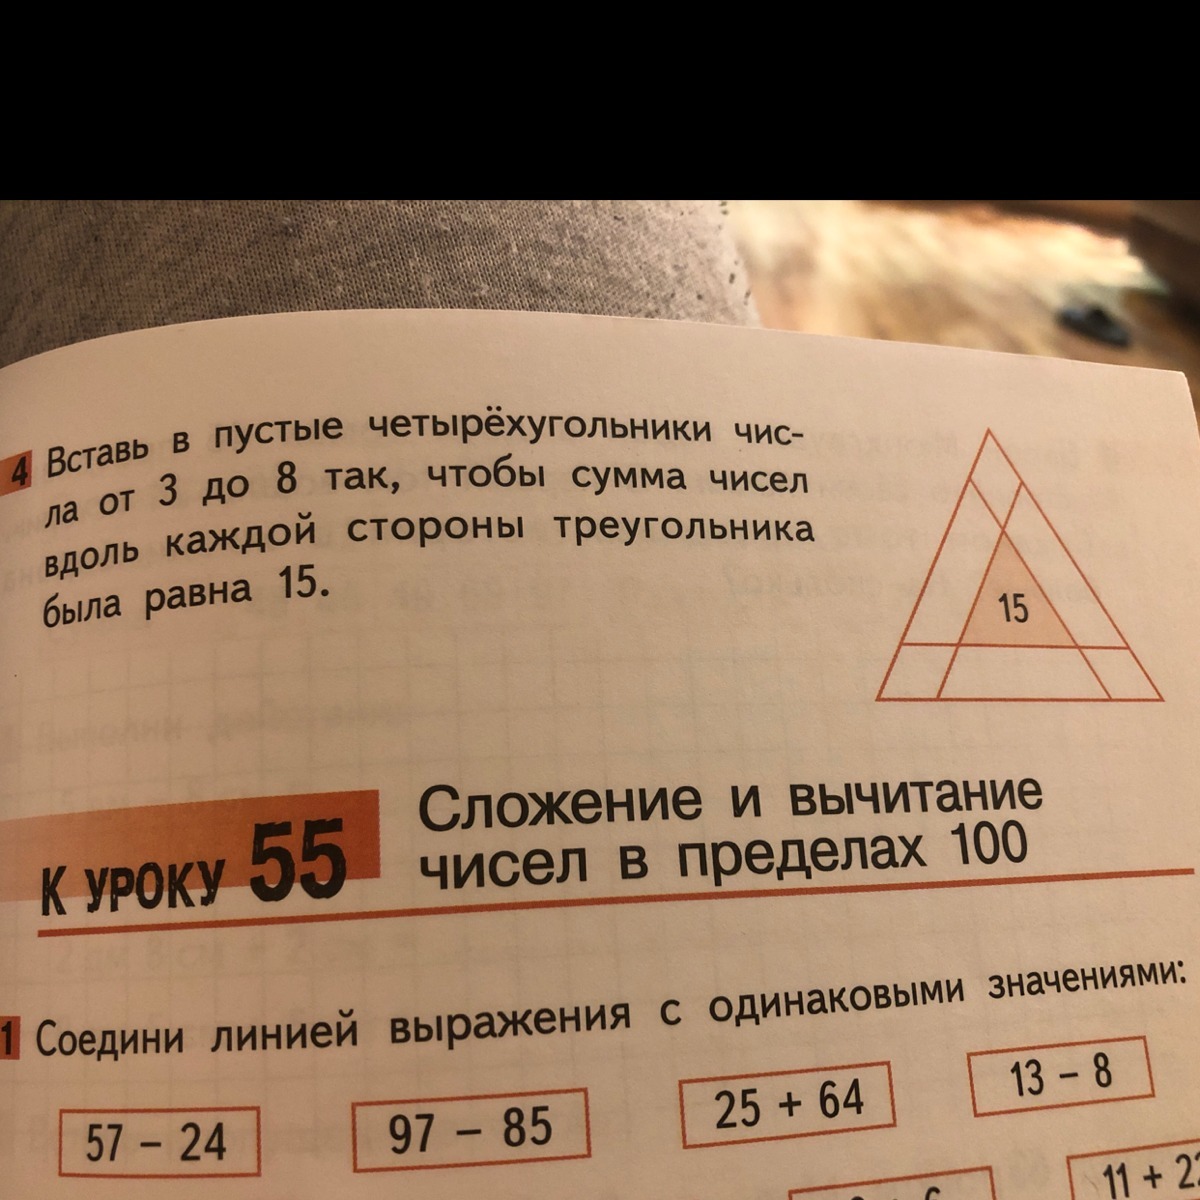 4 Вставь в пустые четырёхугольники чис-
ла от 3 до 8 так, чтобы сумма чисел
вдоль каждой стороны треугольника
была равна 15.
15
К УРОКУ 55
Сложение и вычитание
чисел в пределах 100
1 Соедини линией выражения с одинаковыми значениями:
57 – 24
97 – 85
25 + 64
13 – 8
11 + 2